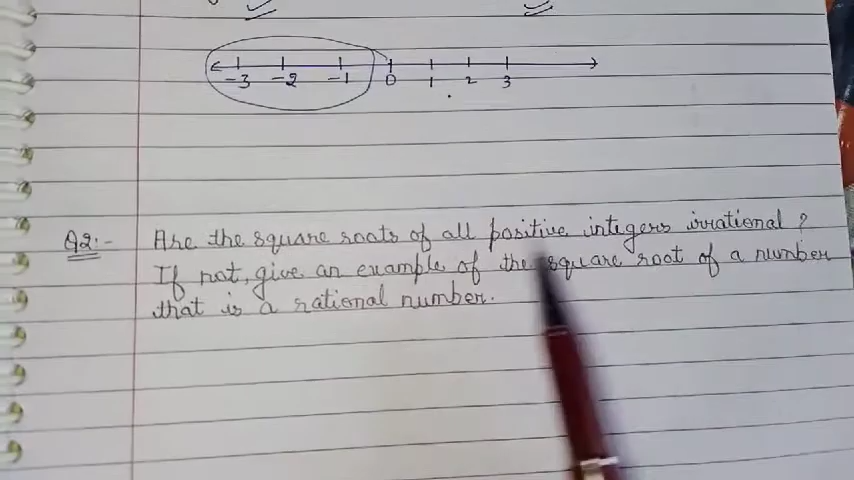 -3 -2 -1 0 1 2 3
Q2:- Are the square roots of all positive integers irrational ?
If not, give an example of the square root of a number
that is a rational number.